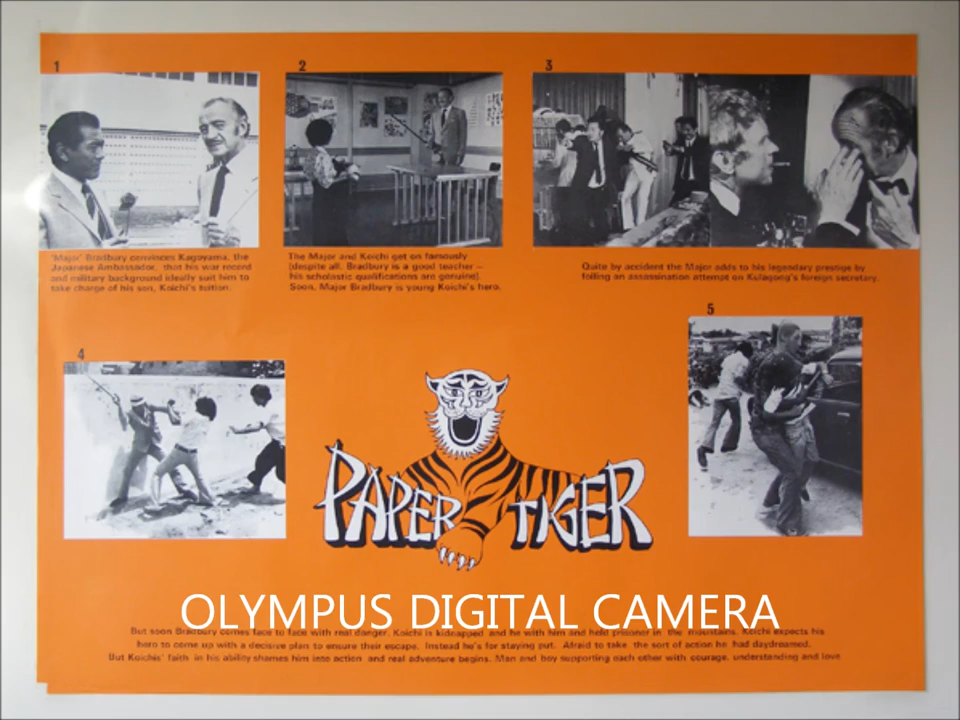 1
2
3
'Major' Bradbury convinces Kagoyama, the
Japanese Ambassador, that his war record
and military background ideally suit him to
take charge of his son, Koichi's tuition.
The Major and Koichi get on famously
(despite all, Bradbury is a good teacher –
his scholastic qualifications are genuine).
Soon, Major Bradbury is young Koichi's hero.
Quite by accident the Major adds to his legendary prestige by
foiling an assassination attempt on Kulagong's foreign secretary.
4
5
PAPER TIGER
OLYMPUS DIGITAL CAMERA
But soon Bradbury comes face to face with real danger. Koichi is kidnapped and he with him and held prisoner in the mountains. Koichi expects his
hero to come up with a decisive plan to ensure their escape. Instead he's for staying put. Afraid to take the sort of action he had daydreamed.
But Koichis' faith in his ability shames him into action and real adventure begins. Man and boy supporting each other with courage, understanding and love